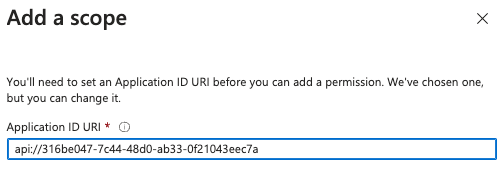 Add a scope
You'll need to set an Application ID URI before you can add a permission. We've chosen one,
but you can change it.
Application ID URI *
api://316be047-7c44-48d0-ab33-0f21043eec7a